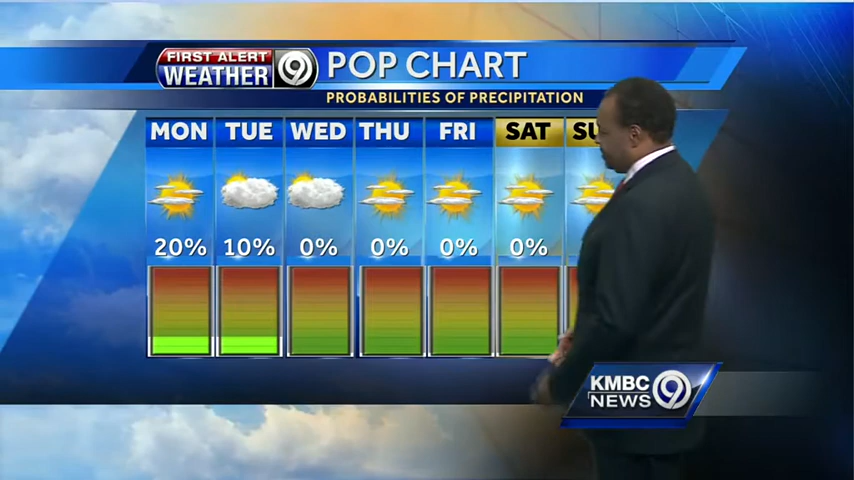 FIRST ALERT
WEATHER 9
POP CHART
PROBABILITIES OF PRECIPITATION
MON TUE WED THU FRI SAT
20% 10% 0% 0% 0% 0%
KMBC 9
NEWS